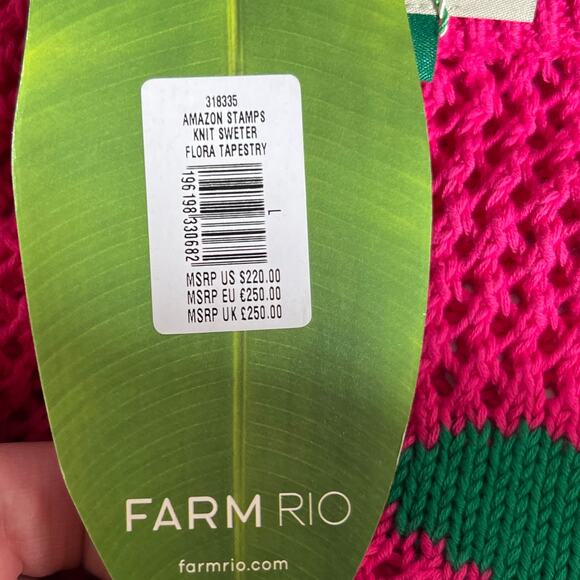 318335
AMAZON STAMPS
KNIT SWETER
FLORA TAPESTRY
196198330682
L
MSRP US $220.00
MSRP EU €250.00
MSRP UK £250.00
FARM RIO
farmrio.com